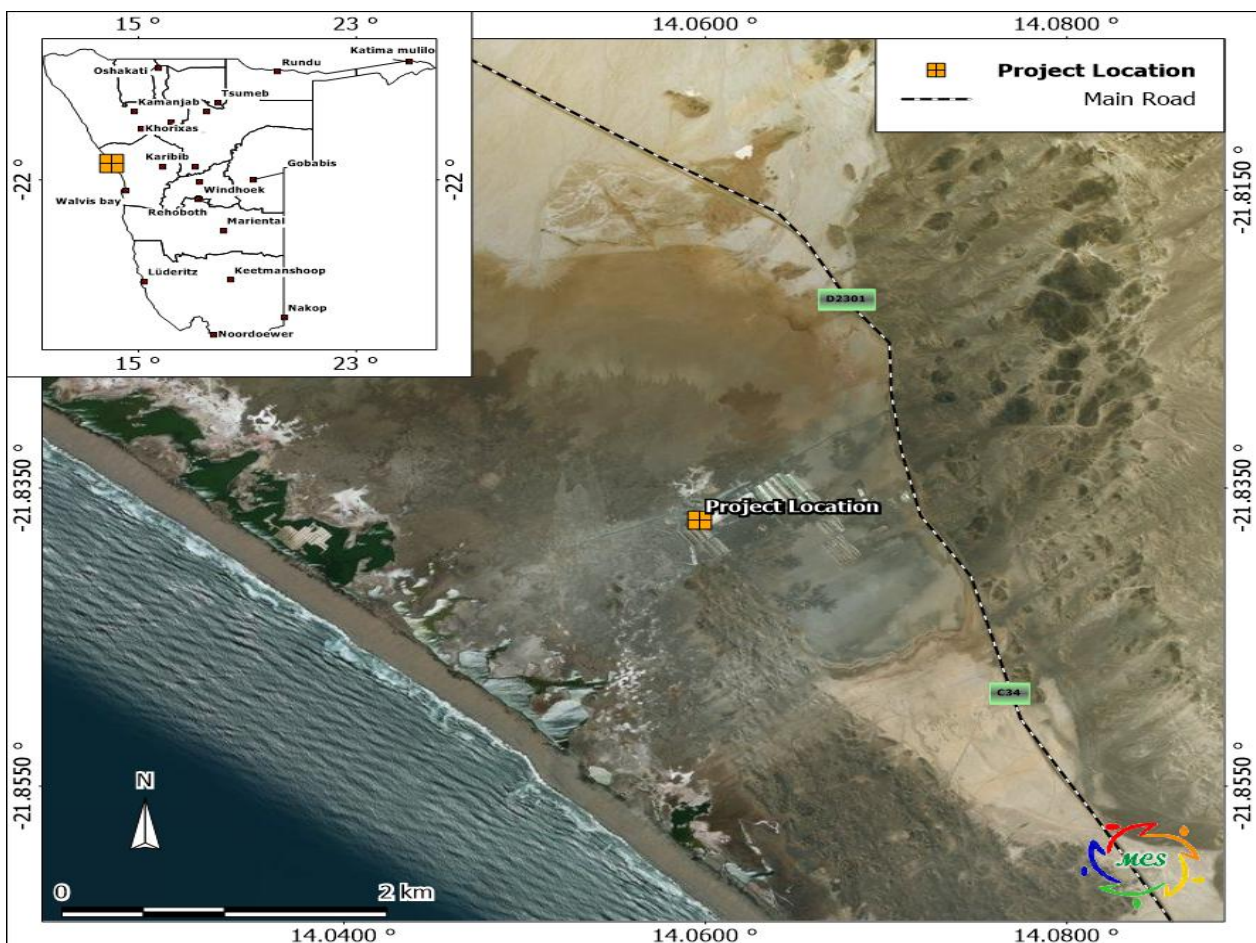 15 °
23 °
14.0600 °
14.0800 °
Katima mulilo
Rundu
Oshakati
Tsumeb
Kamanjab
Khorixas
Karibib
Gobabis
Windhoek
Walvis bay
Rehoboth
Mariental
Lüderitz
Keetmanshoop
Nakop
Noordoewer
-22
-22
15 °
23 °
Project Location
Main Road
-21.8150 °
D2301
-21.8350 °
-21.8350 °
Project Location
C34
-21.8550 °
-21.8550 °
N
MES
0
2 km
14.0400 °
14.0600 °
14.0800 °